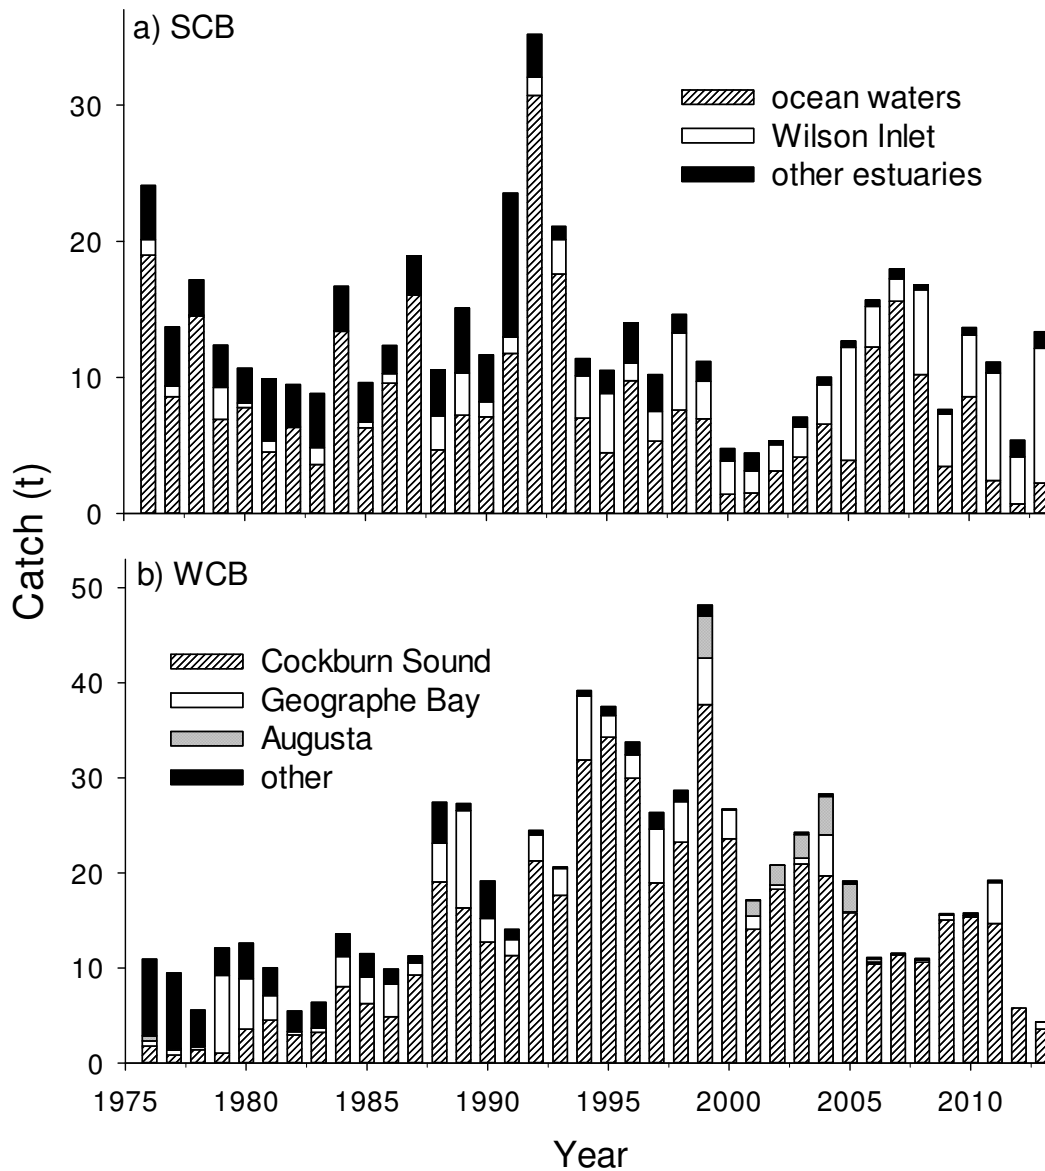 a) SCB
ocean waters
Wilson Inlet
other estuaries
30
20
10
0
Catch (t)
b) WCB
Cockburn Sound
Geographe Bay
Augusta
other
50
40
30
20
10
0
1975 1980 1985 1990 1995 2000 2005 2010
Year